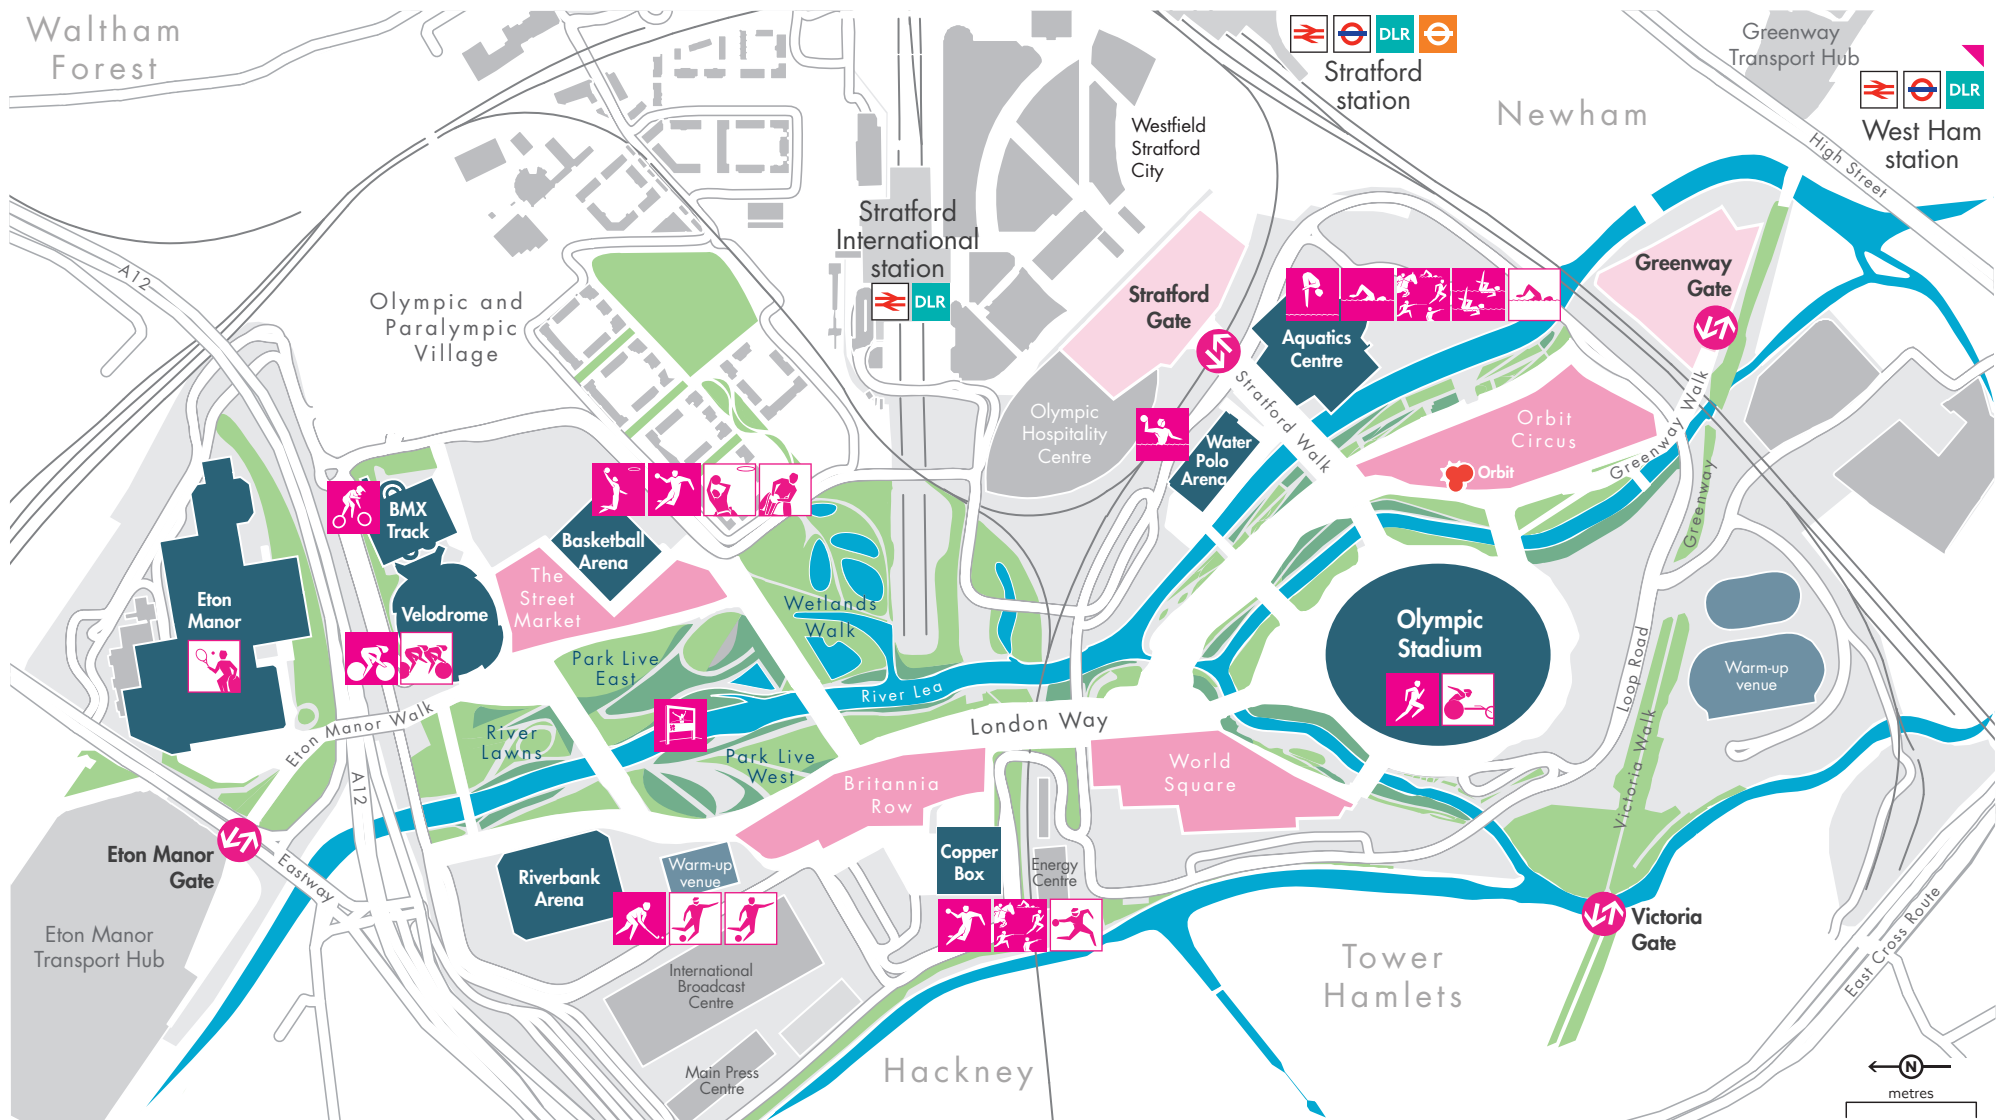 Waltham
Forest
Stratford
station
DLR
Greenway
Transport Hub
DLR
West Ham
station
High Street
Newham
Westfield
Stratford
City
Stratford
International
station
DLR
A12
Olympic and
Paralympic
Village
Stratford
Gate
Greenway
Gate
Aquatics
Centre
Stratford Walk
Olympic
Hospitality
Centre
Water
Polo
Arena
Orbit
Circus
Orbit
Greenway Walk
Greenway
BMX
Track
Basketball
Arena
The
Street
Market
Velodrome
Eton
Manor
Wetlands
Walk
Park Live
East
River Lea
Olympic
Stadium
Loop Road
Warm-up
venue
Victoria Walk
Eton Manor Walk
River
Lawns
London Way
Park Live
West
Britannia
Row
World
Square
A12
Eton Manor
Gate
Eastway
Riverbank
Arena
Warm-up
venue
Copper
Box
Energy
Centre
Victoria
Gate
East Cross Route
Eton Manor
Transport Hub
International
Broadcast
Centre
Tower
Hamlets
Main Press
Centre
Hackney
N
metres